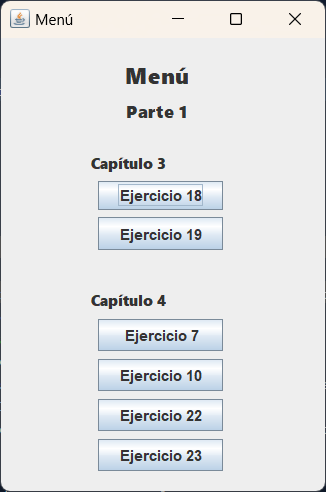 Menú
Menú
Parte 1
Capítulo 3
Ejercicio 18
Ejercicio 19
Capítulo 4
Ejercicio 7
Ejercicio 10
Ejercicio 22
Ejercicio 23